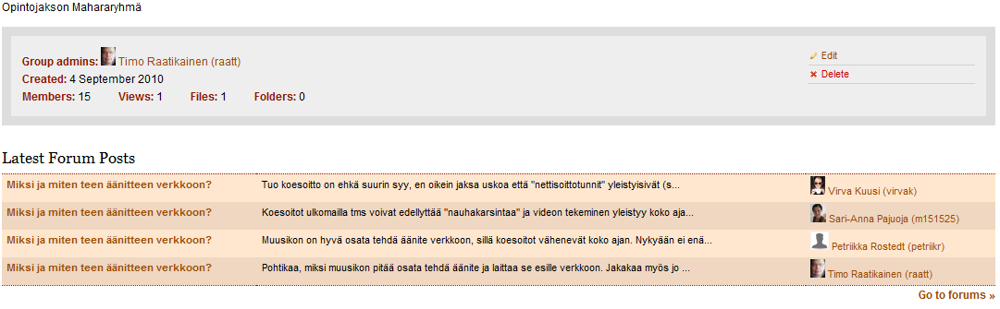 Opintojakson Mahararyhmä
Group admins: Timo Raatikainen (raatt)
Created: 4 September 2010
Members: 15 Views: 1 Files: 1 Folders: 0
Edit
Delete
Latest Forum Posts
Miksi ja miten teen äänitteen verkkoon? Tuo koesoitto on ehkä suurin syy, en oikein jaksa uskoa että "nettisoittotunnit" yleistyisivät (s... Virva Kuusi (virvak)
Miksi ja miten teen äänitteen verkkoon? Koesoitot ulkomailla tms voivat edellyttää "nauhakarsintaa" ja videon tekeminen yleistyy koko aja... Sari-Anna Pajuoja (m151525)
Miksi ja miten teen äänitteen verkkoon? Muusikon on hyvä osata tehdä äänite verkkoon, sillä koesoitot vähenevät koko ajan. Nykyään ei enä... Petriikka Rostedt (petriikr)
Miksi ja miten teen äänitteen verkkoon? Pohtikaa, miksi muusikon pitää osata tehdä äänite ja laittaa se esille verkkoon. Jakakaa myös jo ... Timo Raatikainen (raatt)
Go to forums »